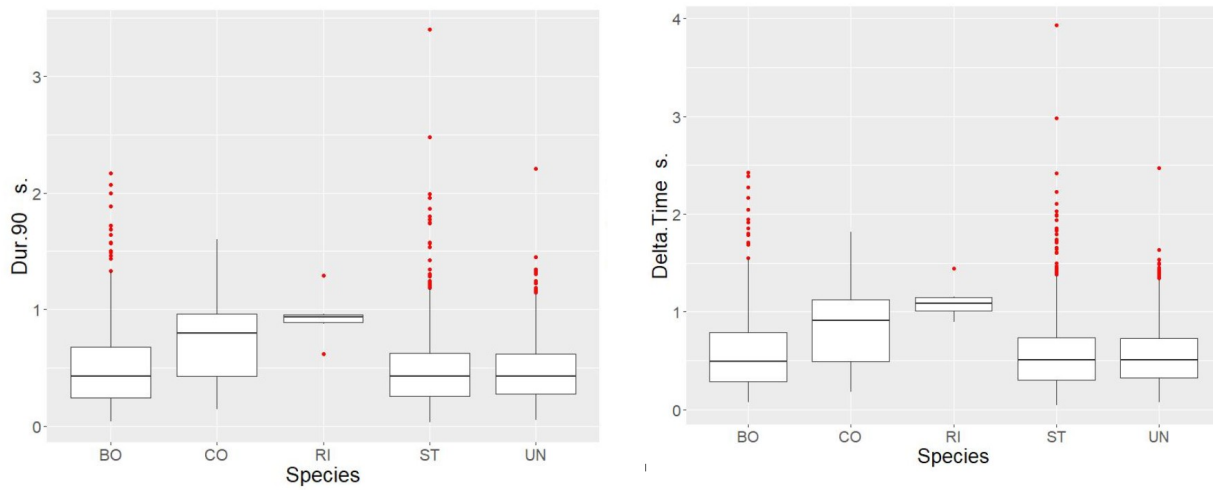 Dur.90 s.
3
2
1
0
BO CO RI ST UN
Species
Delta.Time s.
4
3
2
1
0
BO CO RI ST UN
Species